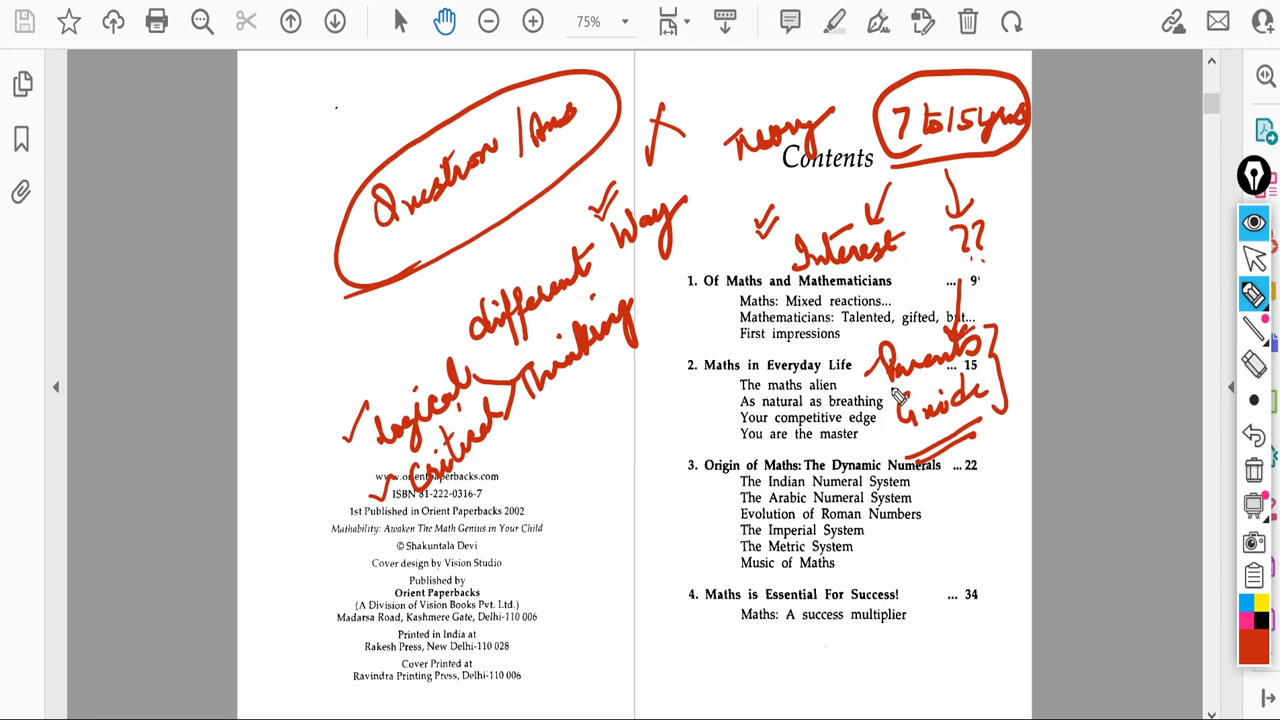 75%
Question / Ans
different Way
Logical
Critical Thinking
www.orientpaperbacks.com
ISBN 81-222-0316-7
1st Published in Orient Paperbacks 2002
Mathability: Awaken The Math Genius in Your Child
© Shakuntala Devi
Cover design by Vision Studio
Published by
Orient Paperbacks
(A Division of Vision Books Pvt. Ltd.)
Madarsa Road, Kashmere Gate, Delhi-110 006
Printed in India at
Rakesh Press, New Delhi-110 028
Cover Printed at
Ravindra Printing Press, Delhi-110 006
Theory
7 to 15 years
Contents
Interest ??
1. Of Maths and Mathematicians ... 9
Maths: Mixed reactions...
Mathematicians: Talented, gifted, but...
First impressions
Parents
Guide
2. Maths in Everyday Life ... 15
The maths alien
As natural as breathing
Your competitive edge
You are the master
3. Origin of Maths: The Dynamic Numerals ... 22
The Indian Numeral System
The Arabic Numeral System
Evolution of Roman Numbers
The Imperial System
The Metric System
Music of Maths
4. Maths is Essential For Success! ... 34
Maths: A success multiplier